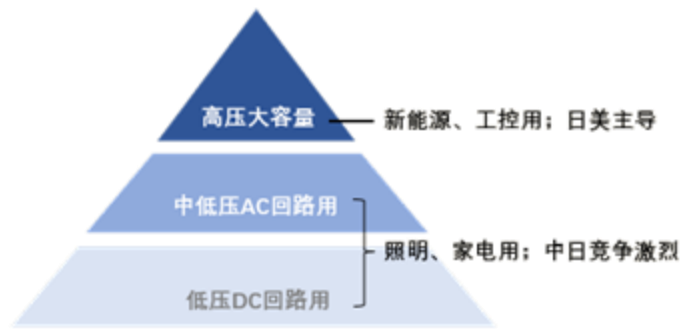 高压大容量
新能源、工控用；日美主导
中低压AC回路用
照明、家电用；中日竞争激烈
低压DC回路用